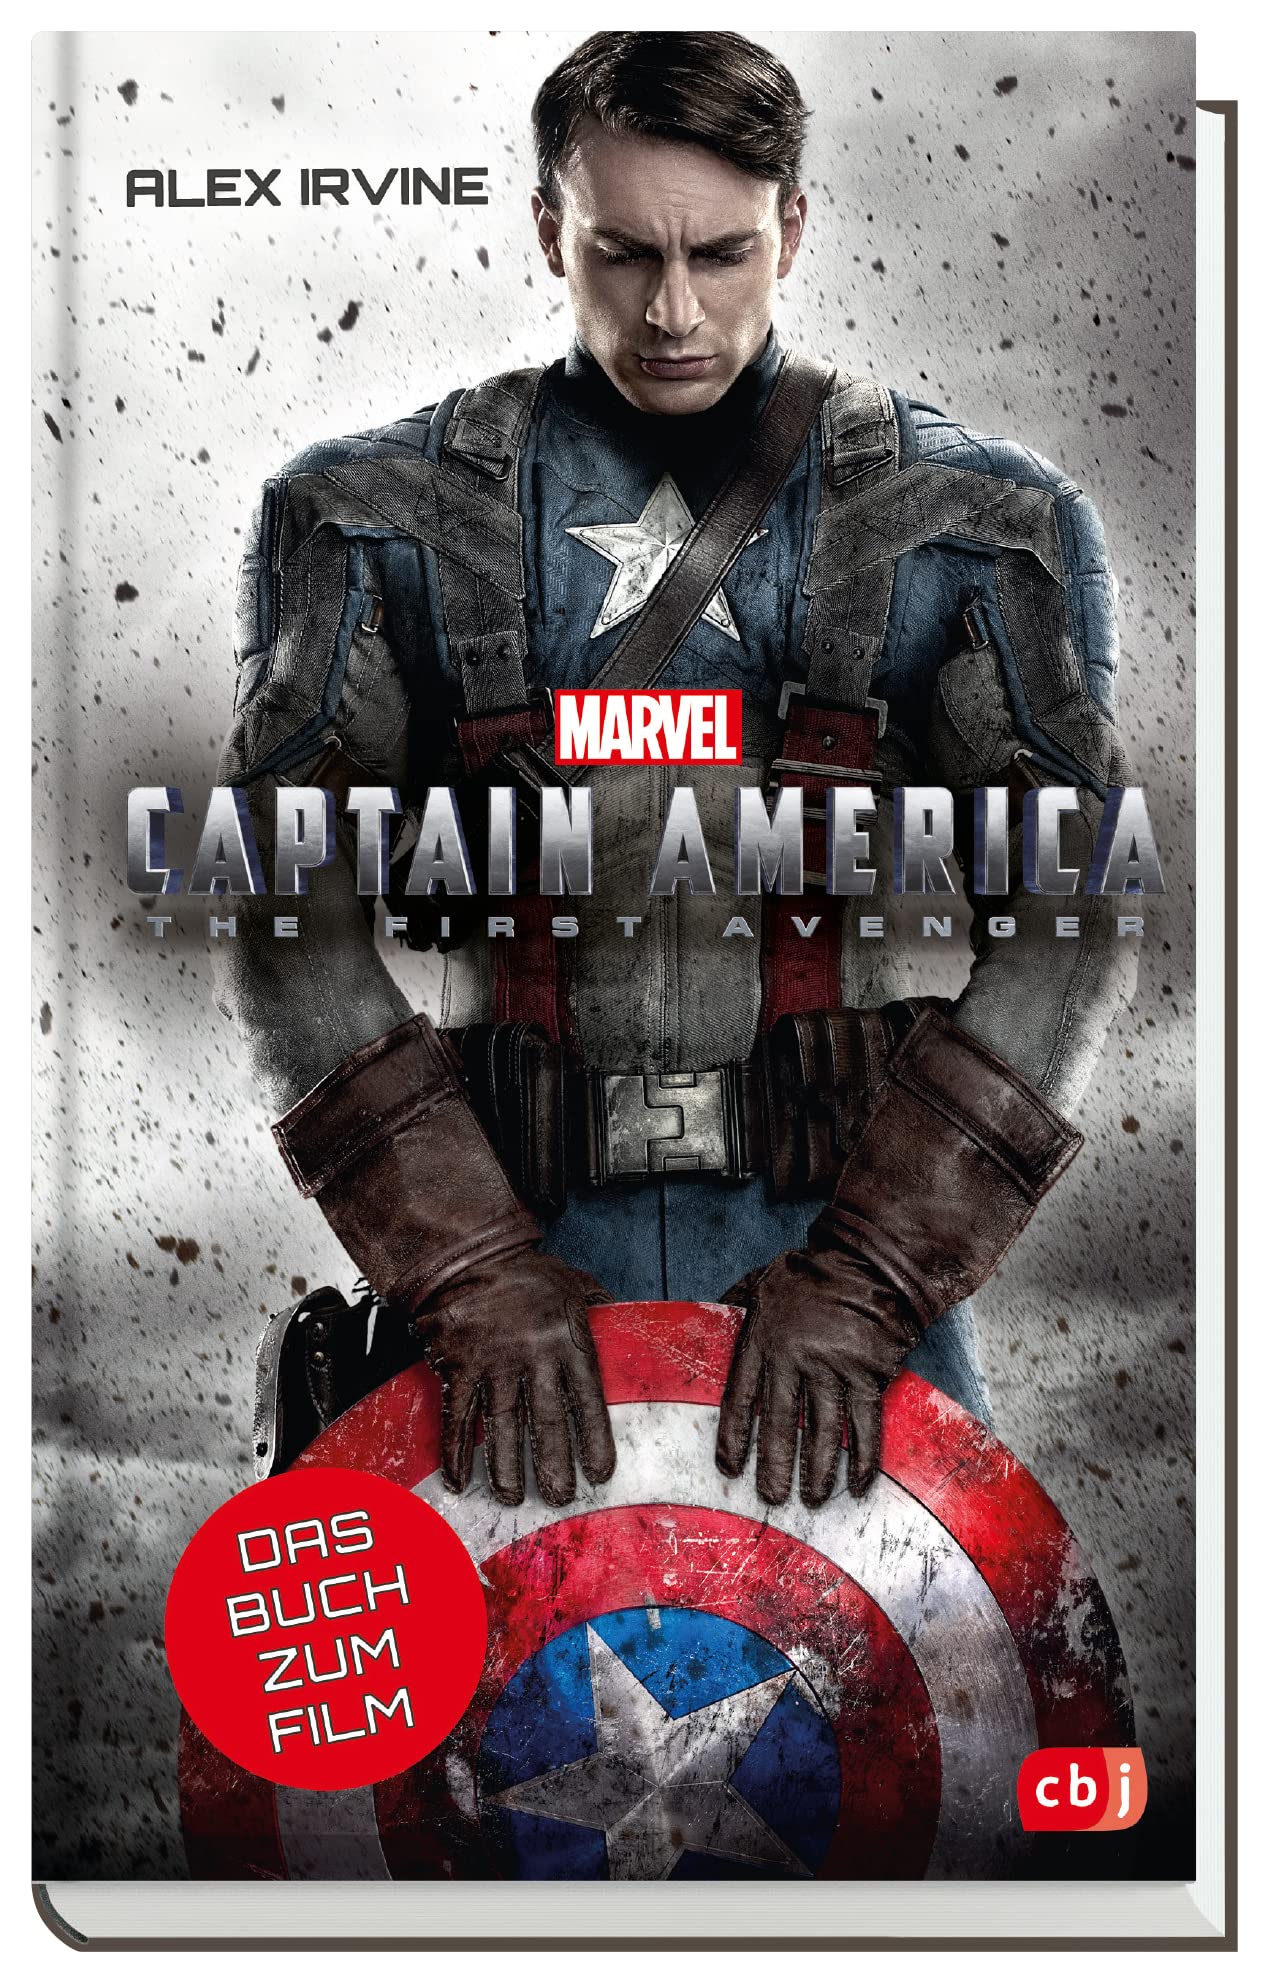 ALEX IRVINE
MARVEL
CAPTAIN AMERICA
THE FIRST AVENGER
DAS
BUCH
ZUM
FILM
cbj